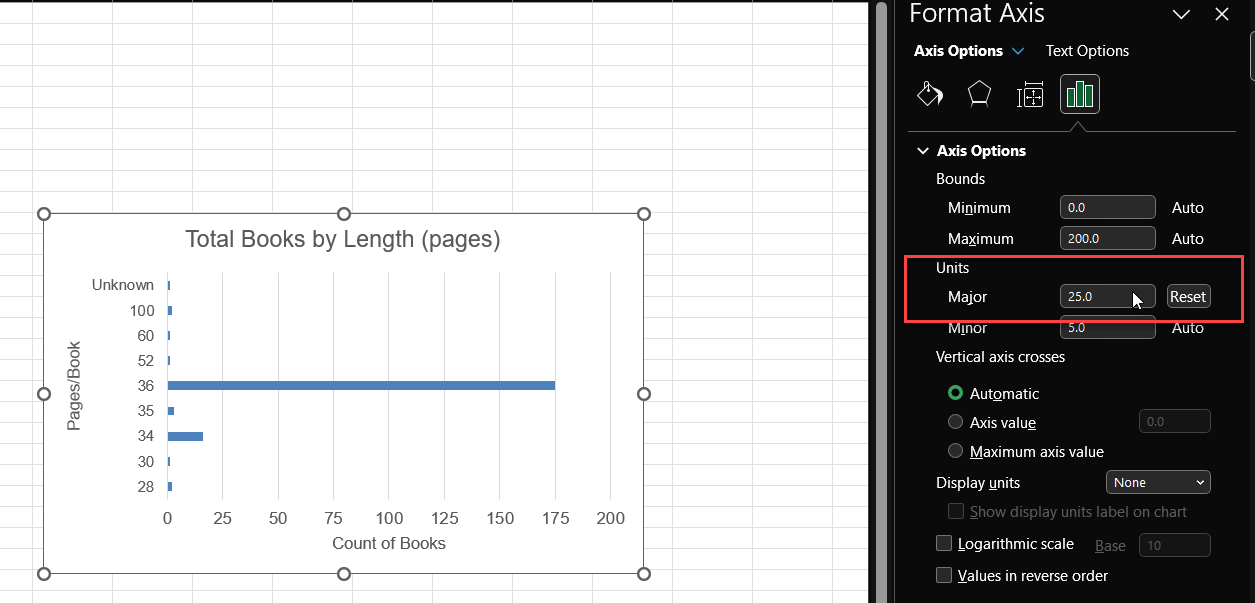 Total Books by Length (pages)
Pages/Book
Unknown
100
60
52
36
35
34
30
28
0 25 50 75 100 125 150 175 200
Count of Books
Format Axis
Axis Options Text Options
Axis Options
Bounds
Minimum 0.0 Auto
Maximum 200.0 Auto
Units
Major 25.0 Reset
Minor 5.0 Auto
Vertical axis crosses
Automatic
Axis value 0.0
Maximum axis value
Display units None
Show display units label on chart
Logarithmic scale Base 10
Values in reverse order